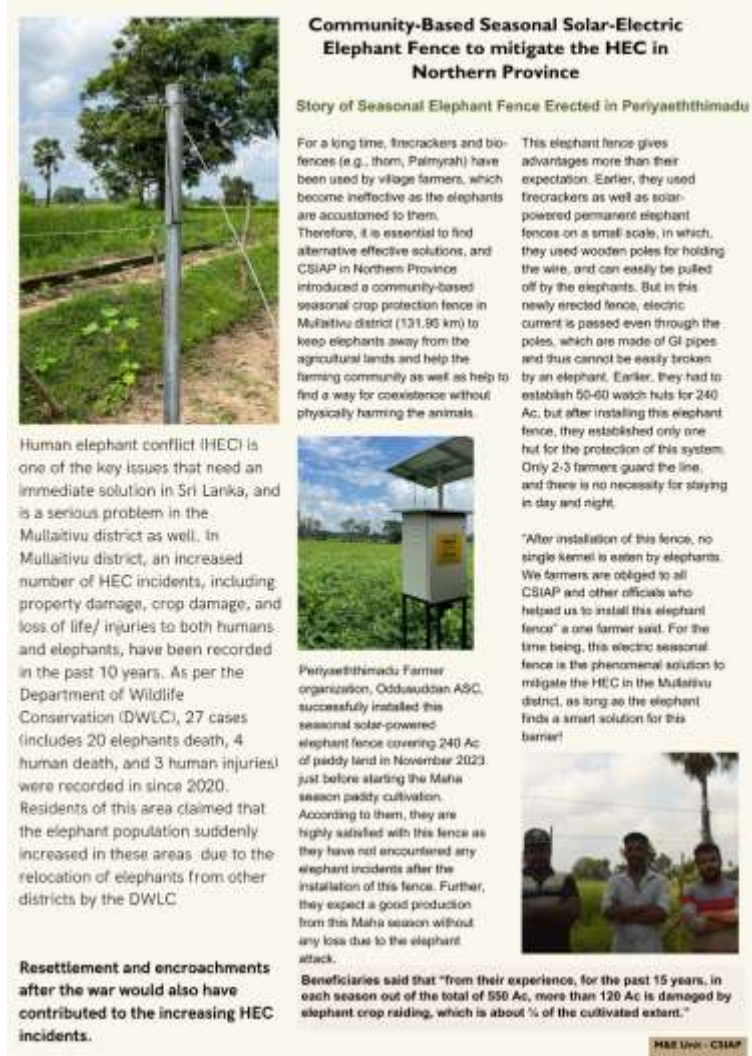 Community-Based Seasonal Solar-Electric
Elephant Fence to mitigate the HEC in
Northern Province
Story of Seasonal Elephant Fence Erected in Periyaeththimadu
Human elephant conflict (HEC) is
one of the key issues that need an
immediate solution in Sri Lanka, and
is a serious problem in the
Mullaitivu district as well. In
Mullaitivu district, an increased
number of HEC incidents, including
property damage, crop damage, and
loss of life/ injuries to both humans
and elephants, have been recorded
in the past 10 years. As per the
Department of Wildlife
Conservation (DWLC), 27 cases
(includes 20 elephants death, 4
human death, and 3 human injuries)
were recorded in since 2020.
Residents of this area claimed that
the elephant population suddenly
increased in these areas due to the
relocation of elephants from other
districts by the DWLC
Resettlement and encroachments
after the war would also have
contributed to the increasing HEC
incidents.
For a long time, firecrackers and bio-
fences (e.g., thorn, Palmyrah) have
been used by village farmers, which
become ineffective as the elephants
are accustomed to them.
Therefore, it is essential to find
alternative effective solutions, and
CSIAP in Northern Province
introduced a community-based
seasonal crop protection fence in
Mullaitivu district (131.95 km) to
keep elephants away from the
agricultural lands and help the
farming community as well as help to
find a way for coexistence without
physically harming the animals.
Periyaeththimadu Farmer
organization, Oddusuddan ASC,
successfully installed this
seasonal solar-powered
elephant fence covering 240 Ac
of paddy land in November 2023
just before starting the Maha
season paddy cultivation.
According to them, they are
highly satisfied with this fence as
they have not encountered any
elephant incidents after the
installation of this fence. Further,
they expect a good production
from this Maha season without
any loss due to the elephant
attack.
This elephant fence gives
advantages more than their
expectation. Earlier, they used
firecrackers as well as solar-
powered permanent elephant
fences on a small scale, in which,
they used wooden poles for holding
the wire, and can easily be pulled
off by the elephants. But in this
newly erected fence, electric
current is passed even through the
poles, which are made of GI pipes
and thus cannot be easily broken
by an elephant. Earlier, they had to
establish 50-60 watch huts for 240
Ac, but after installing this elephant
fence, they established only one
hut for the protection of this system.
Only 2-3 farmers guard the line,
and there is no necessity for staying
in day and night.
"After installation of this fence, no
single kernel is eaten by elephants.
We farmers are obliged to all
CSIAP and other officials who
helped us to install this elephant
fence" a one farmer said. For the
time being, this electric seasonal
fence is the phenomenal solution to
mitigate the HEC in the Mullaitivu
district, as long as the elephant
finds a smart solution for this
barrier!
Beneficiaries said that "from their experience, for the past 15 years, in
each season out of the total of 550 Ac, more than 120 Ac is damaged by
elephant crop raiding, which is about ¼ of the cultivated extent."
M&E Unit - CSIAP